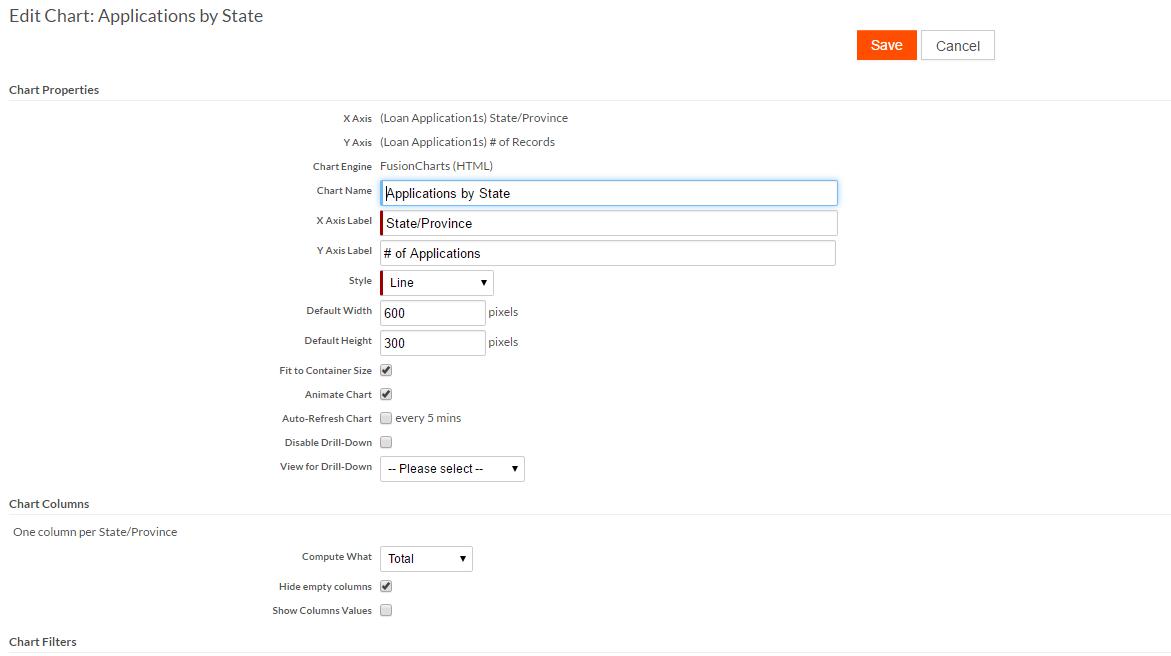 Edit Chart: Applications by State
Save Cancel
Chart Properties
X Axis (Loan Application1s) State/Province
Y Axis (Loan Application1s) # of Records
Chart Engine FusionCharts (HTML)
Chart Name Applications by State
X Axis Label State/Province
Y Axis Label # of Applications
Style Line
Default Width 600 pixels
Default Height 300 pixels
Fit to Container Size
Animate Chart
Auto-Refresh Chart every 5 mins
Disable Drill-Down
View for Drill-Down -- Please select --
Chart Columns
One column per State/Province
Compute What Total
Hide empty columns
Show Columns Values
Chart Filters